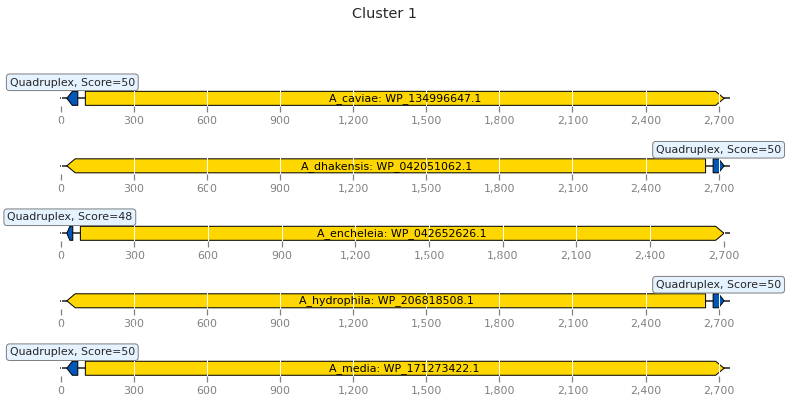 Cluster 1
Quadruplex, Score=50
A_caviae: WP_134996647.1
0 300 600 900 1,200 1,500 1,800 2,100 2,400 2,700
Quadruplex, Score=50
A_dhakensis: WP_042051062.1
0 300 600 900 1,200 1,500 1,800 2,100 2,400 2,700
Quadruplex, Score=48
A_encheleia: WP_042652626.1
0 300 600 900 1,200 1,500 1,800 2,100 2,400 2,700
Quadruplex, Score=50
A_hydrophila: WP_206818508.1
0 300 600 900 1,200 1,500 1,800 2,100 2,400 2,700
Quadruplex, Score=50
A_media: WP_171273422.1
0 300 600 900 1,200 1,500 1,800 2,100 2,400 2,700